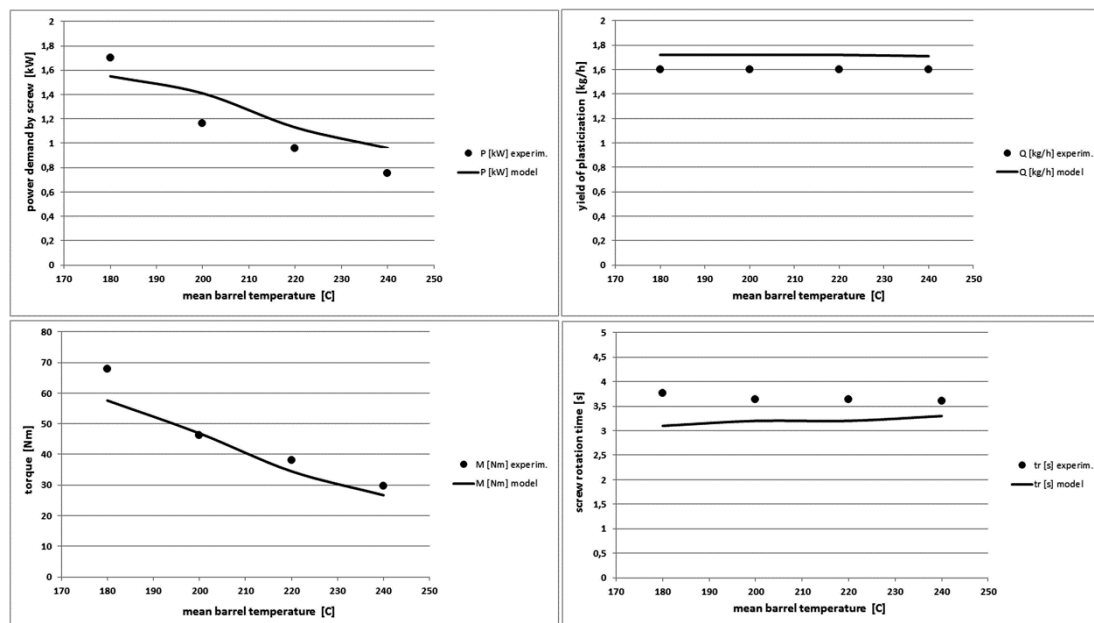 power demand by screw [kW]
2
1,8
1,6
1,4
1,2
1
0,8
0,6
0,4
0,2
0
170 180 190 200 210 220 230 240 250
mean barrel temperature [C]
P [kW] experim.
P [kW] model
yield of plasticization [kg/h]
2
1,8
1,6
1,4
1,2
1
0,8
0,6
0,4
0,2
0
170 180 190 200 210 220 230 240 250
mean barrel temperature [C]
Q [kg/h] experim.
Q [kg/h] model
torque [Nm]
80
70
60
50
40
30
20
10
0
170 180 190 200 210 220 230 240 250
mean barrel temperature [C]
M [Nm] experim.
M [Nm] model
screw rotation time [s]
5
4,5
4
3,5
3
2,5
2
1,5
1
0,5
0
170 180 190 200 210 220 230 240 250
mean barrel temperature [C]
tr [s] experim.
tr [s] model